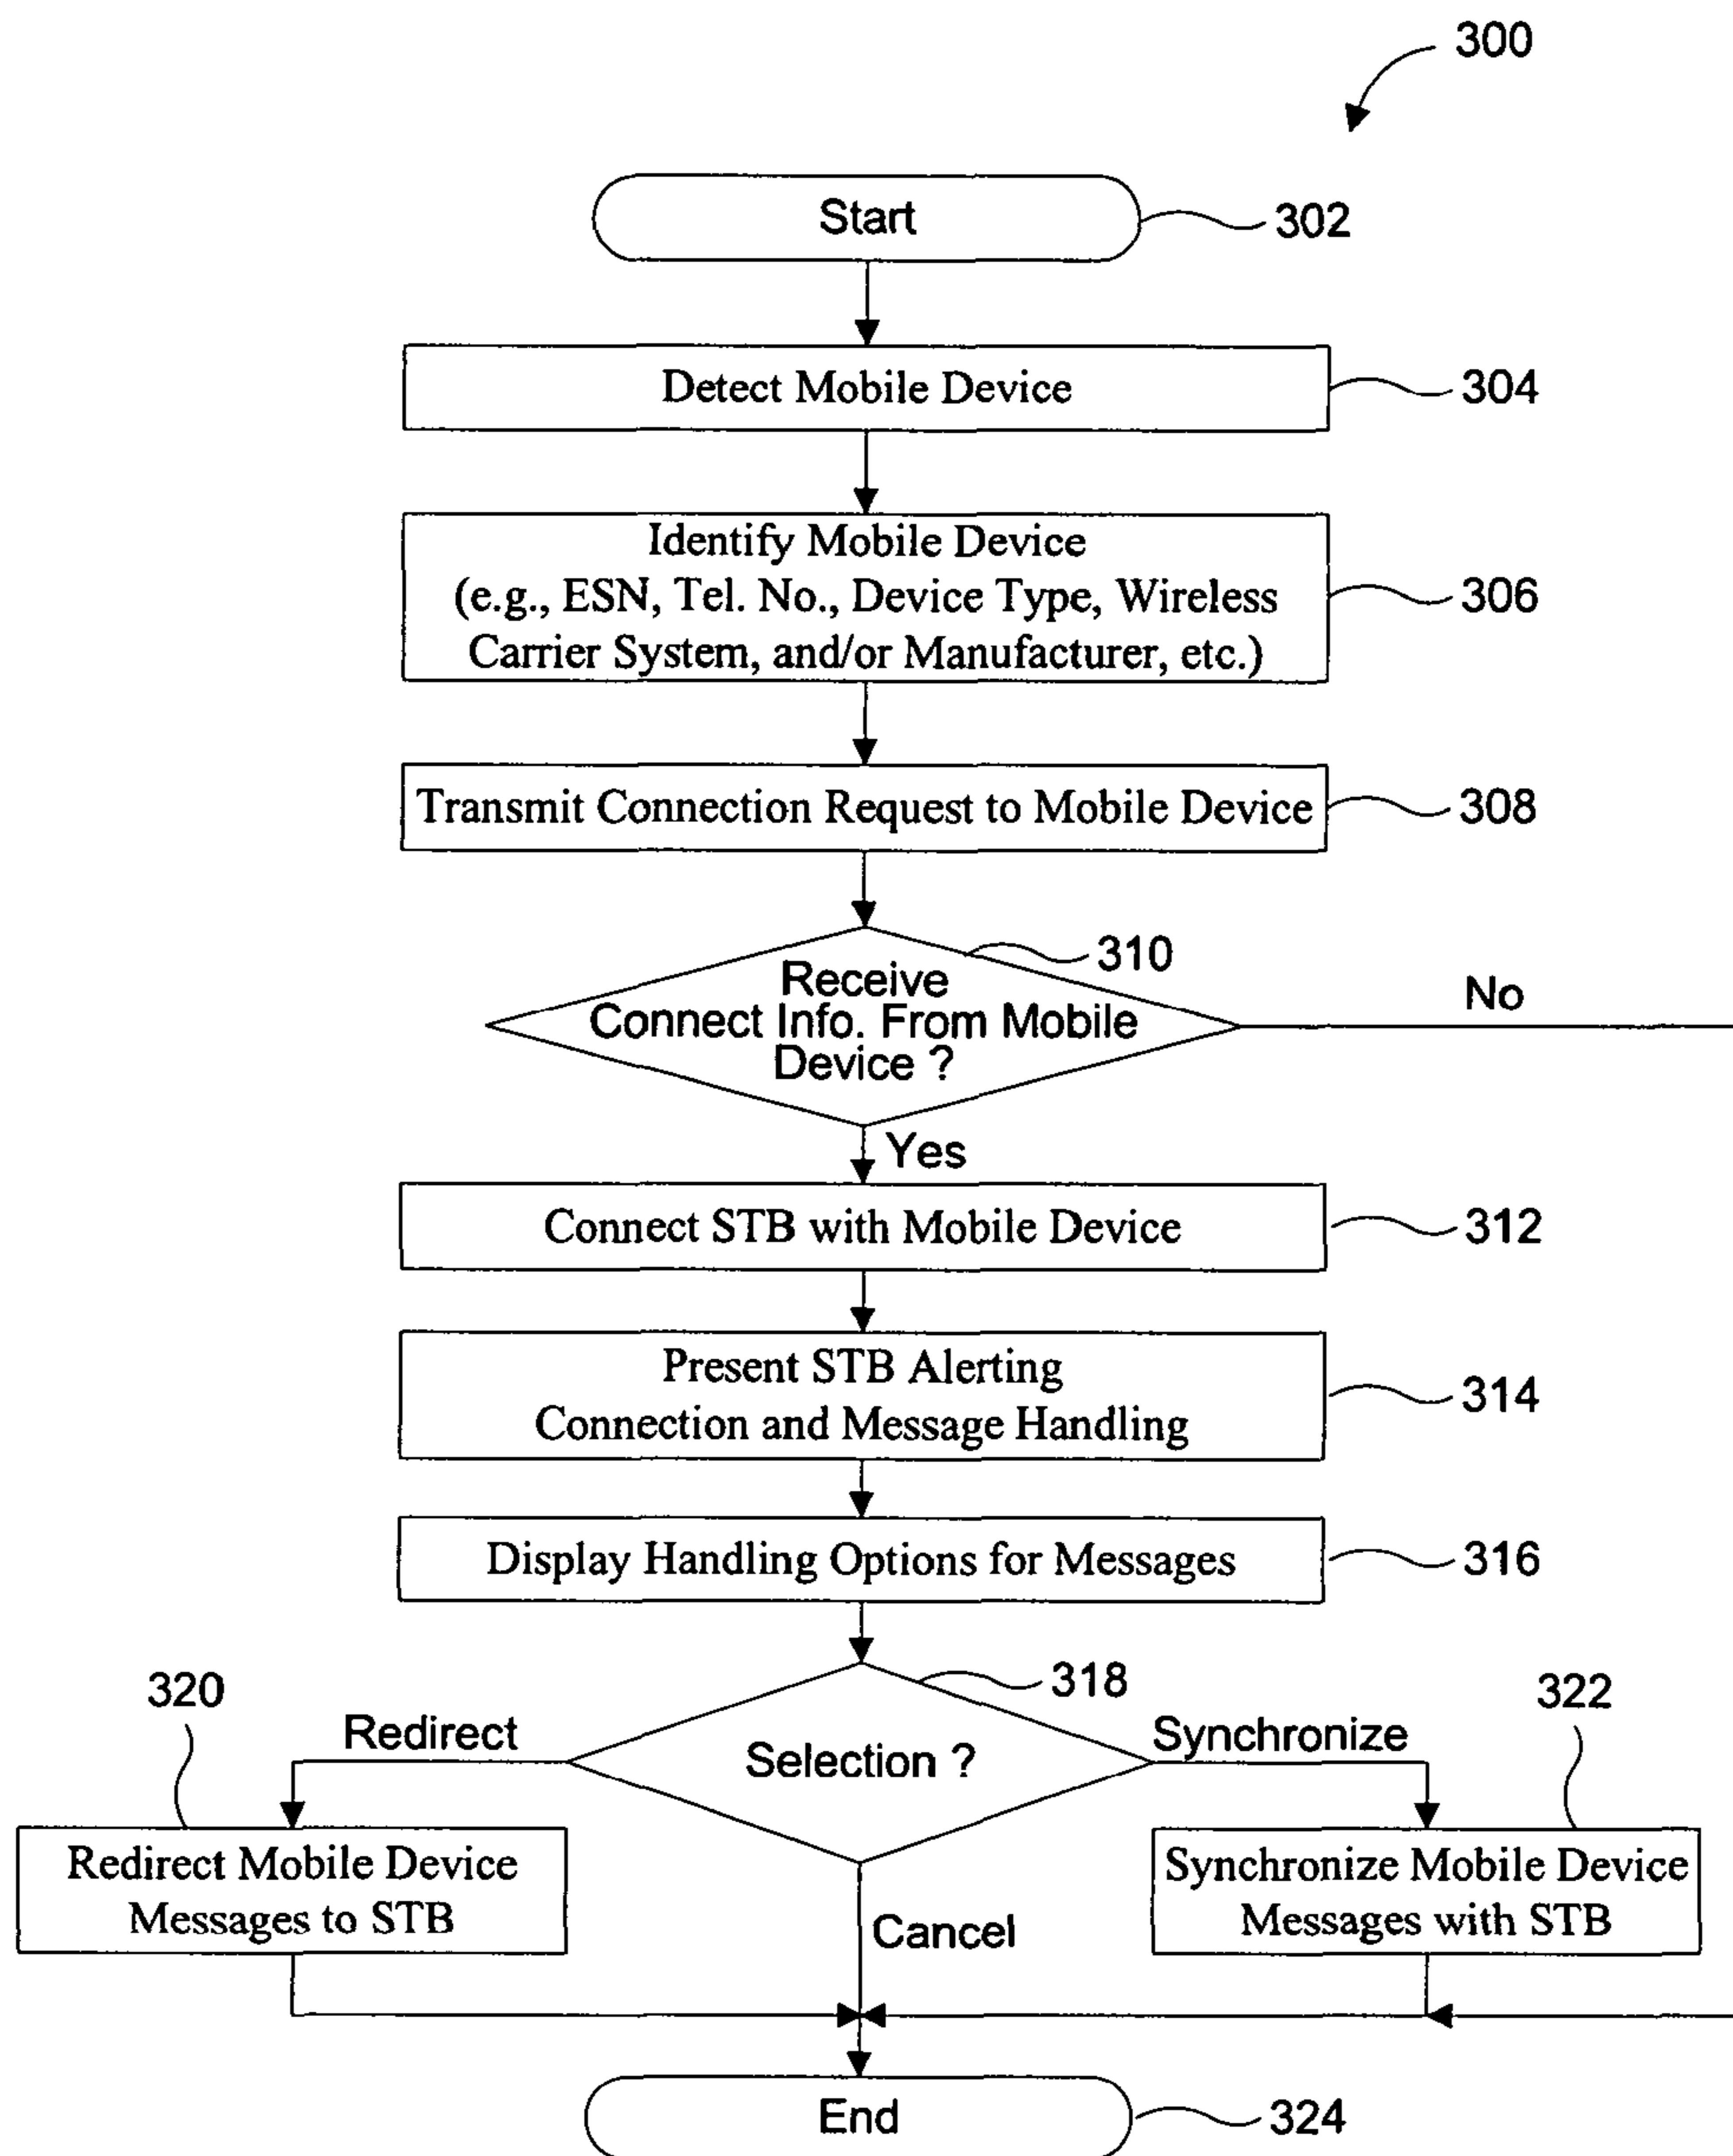 300
Start
302
Detect Mobile Device
304
Identify Mobile Device
(e.g., ESN, Tel. No., Device Type, Wireless
Carrier System, and/or Manufacturer, etc.)
306
Transmit Connection Request to Mobile Device
308
310
Receive
Connect Info. From Mobile
Device ?
No
Yes
Connect STB with Mobile Device
312
Present STB Alerting
Connection and Message Handling
314
Display Handling Options for Messages
316
318
320
322
Redirect
Selection ?
Synchronize
Redirect Mobile Device
Messages to STB
Synchronize Mobile Device
Messages with STB
Cancel
End
324